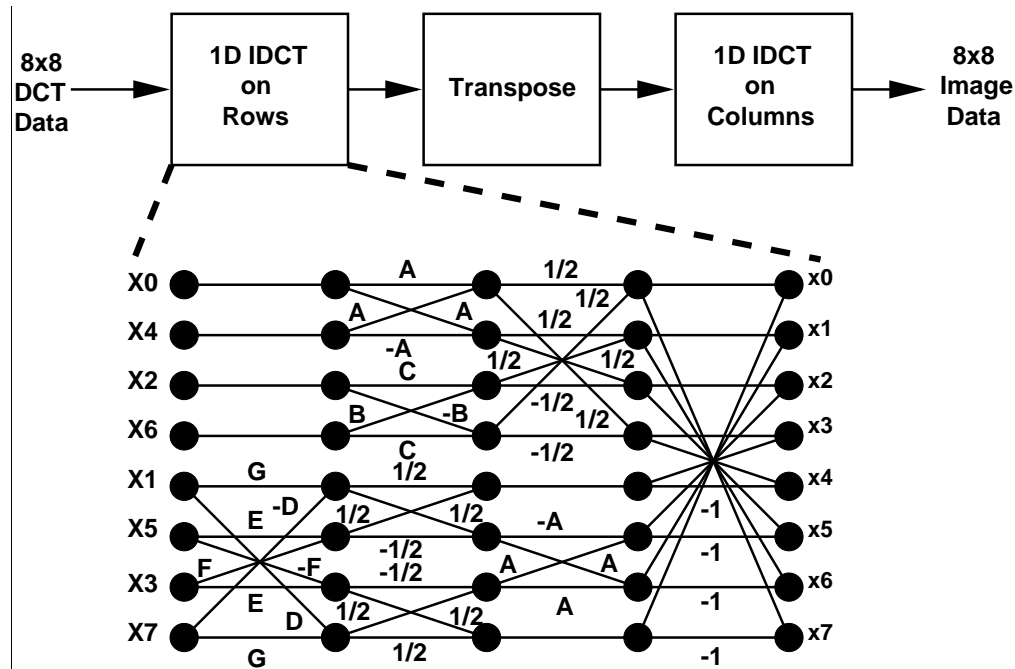 8x8
DCT
Data
1D IDCT
on
Rows
Transpose
1D IDCT
on
Columns
8x8
Image
Data
X0
A
1/2
x0
1/2
X4
A
A
1/2
x1
-A
X2
C
1/2
1/2
x2
B
-B
-1/2
1/2
X6
x3
C
-1/2
X1
G
1/2
x4
-D
1/2
1/2
-A
-1
X5
E
x5
-1/2
F
-F
-1/2
A
A
-1
X3
x6
E
D
1/2
1/2
A
-1
X7
x7
G
1/2
-1